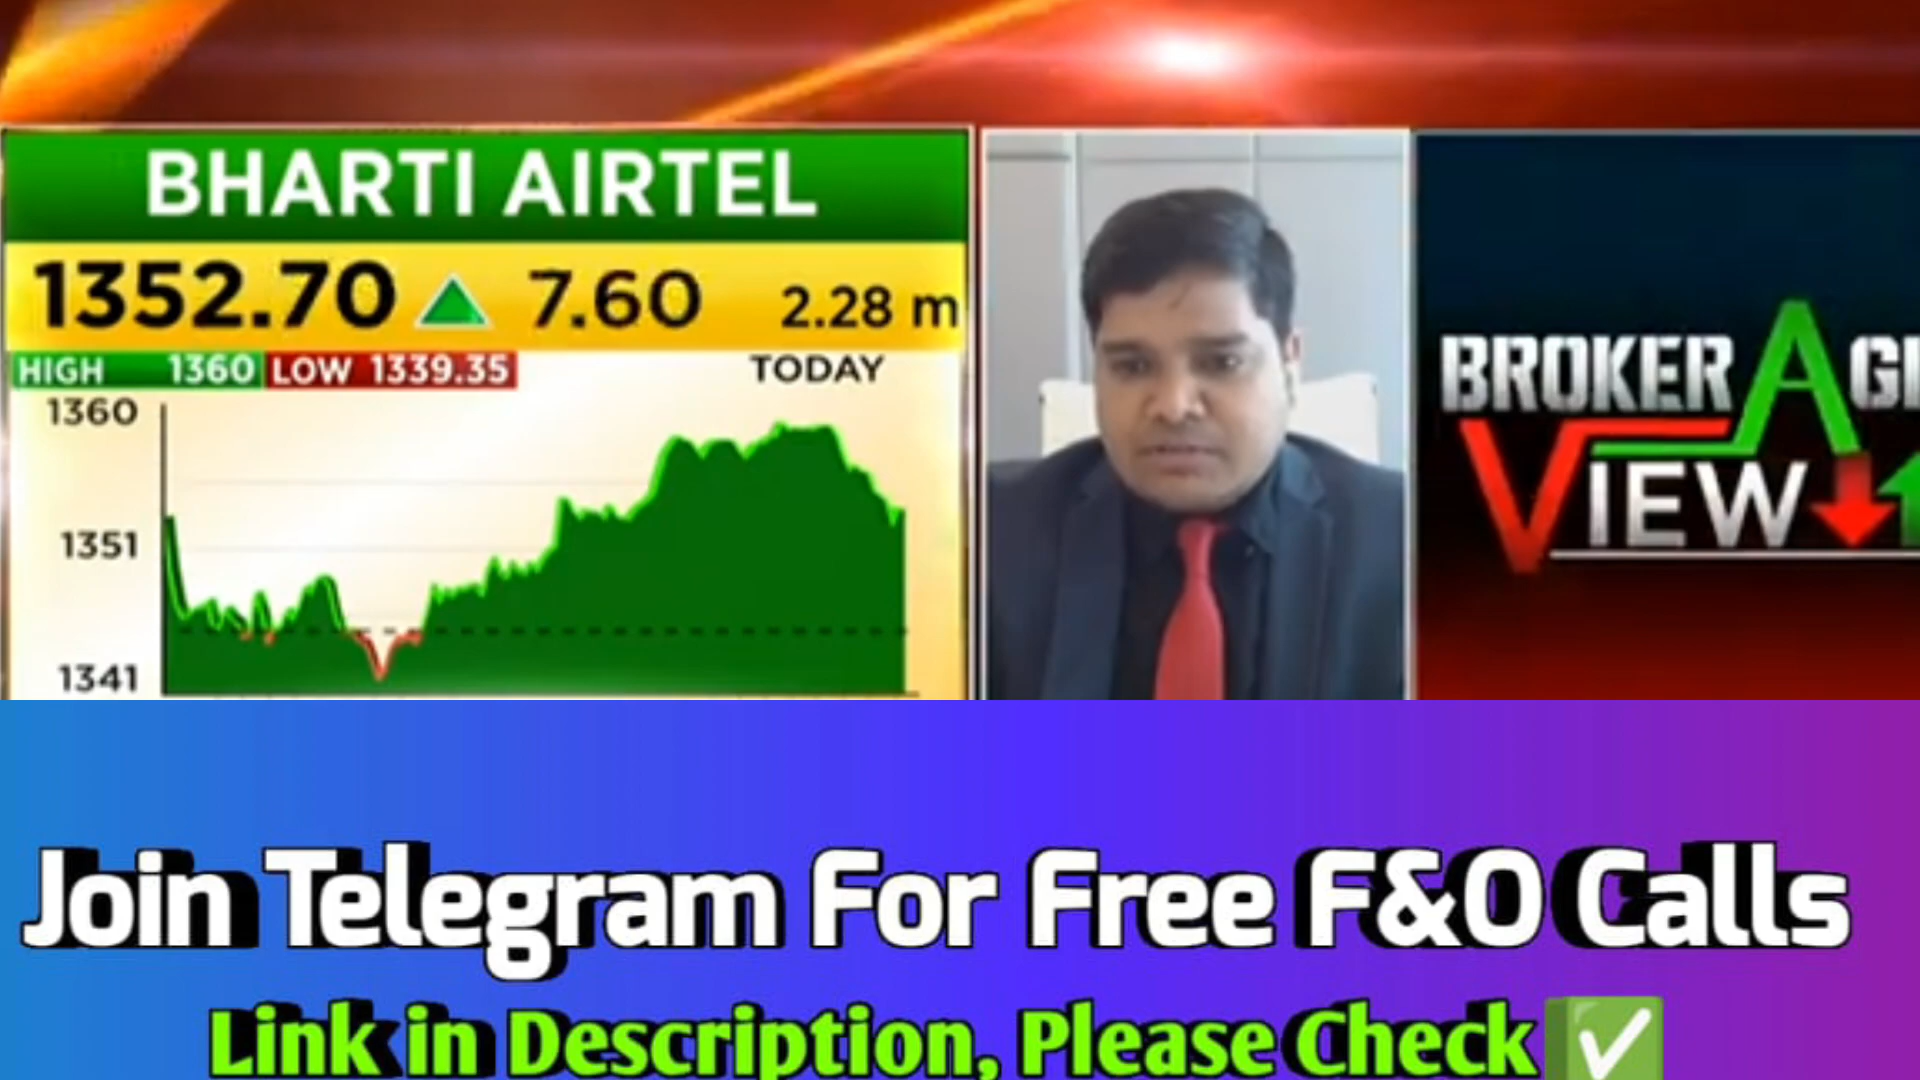 BHARTI AIRTEL
1352.70 7.60 2.28 m
HIGH 1360 LOW 1339.35 TODAY
1360
1351
1341
BROKERAG
VIEW
Join Telegram For Free F&O Calls
Link in Description, Please Check ✅